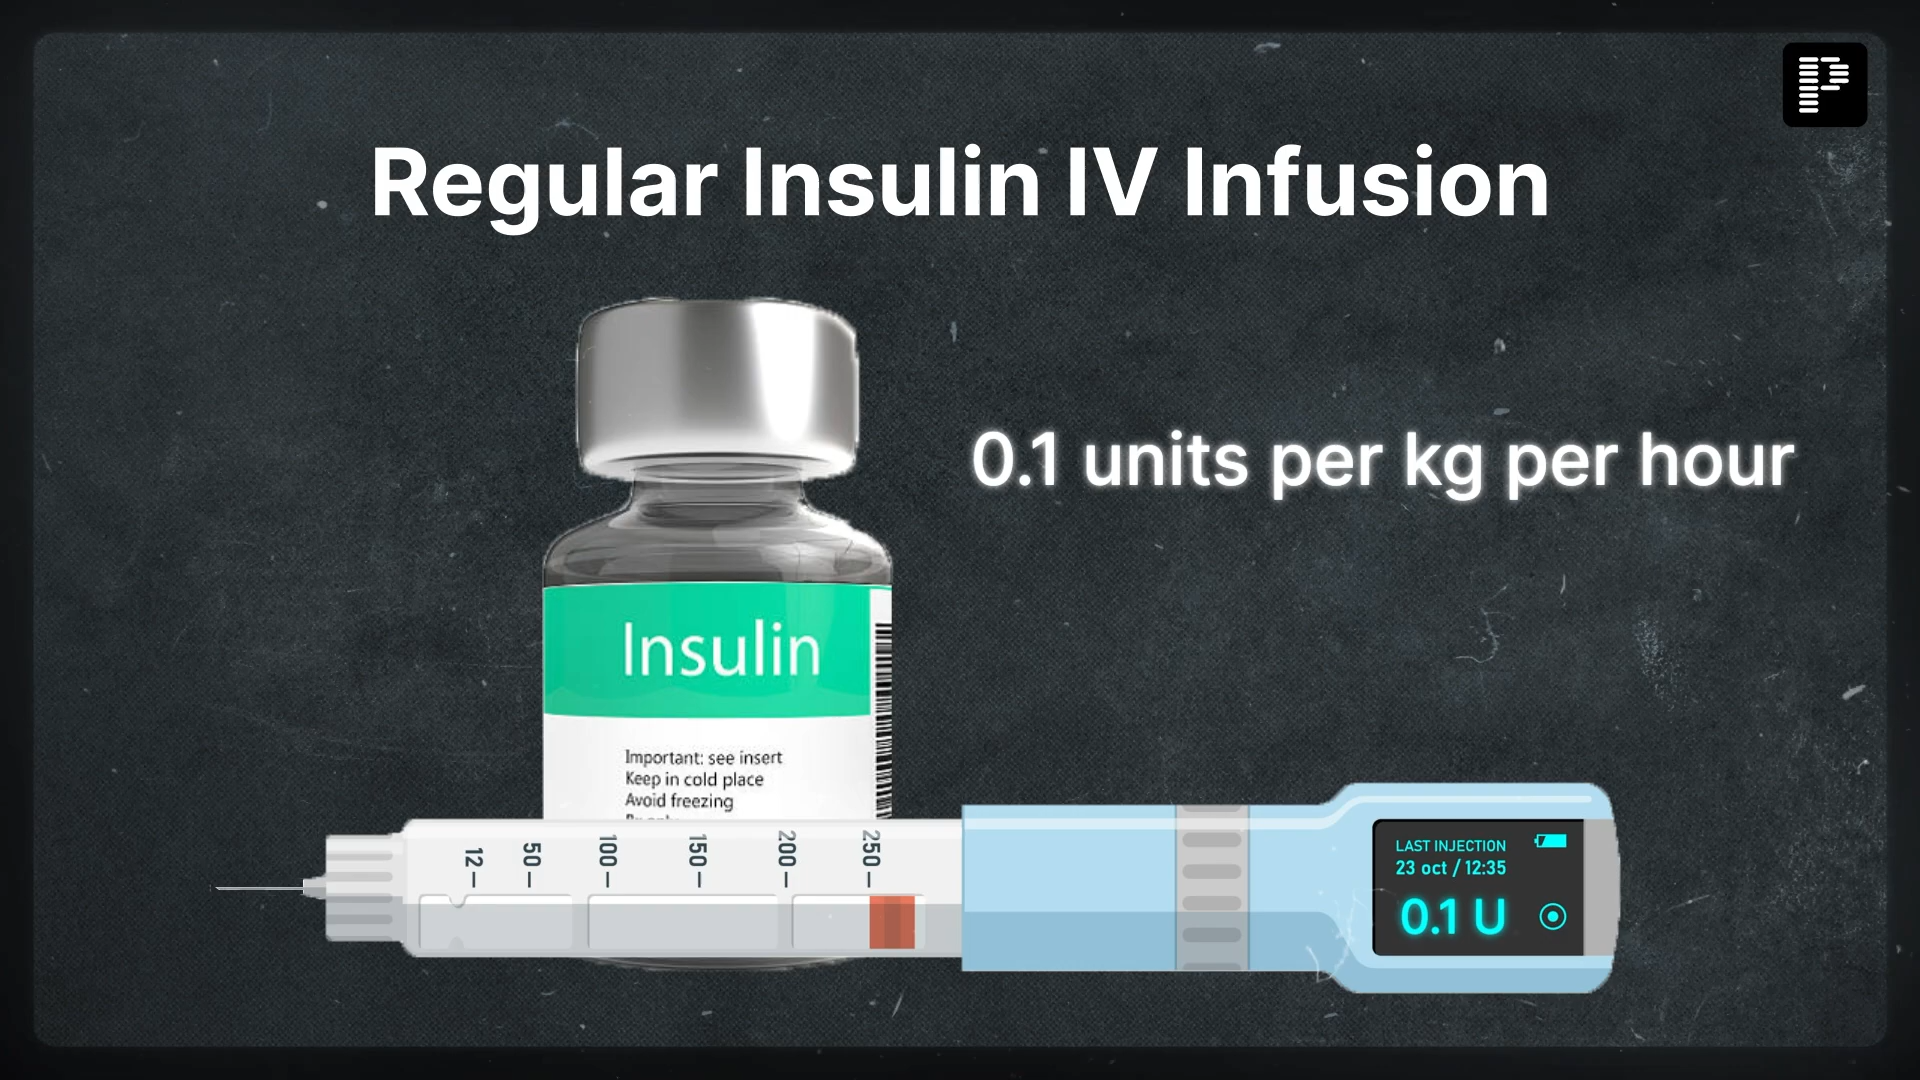 Regular Insulin IV Infusion
0.1 units per kg per hour
Insulin
Important: see insert
Keep in cold place
Avoid freezing
12
50
100
150
200
250
LAST INJECTION
23 oct / 12:35
0.1 U